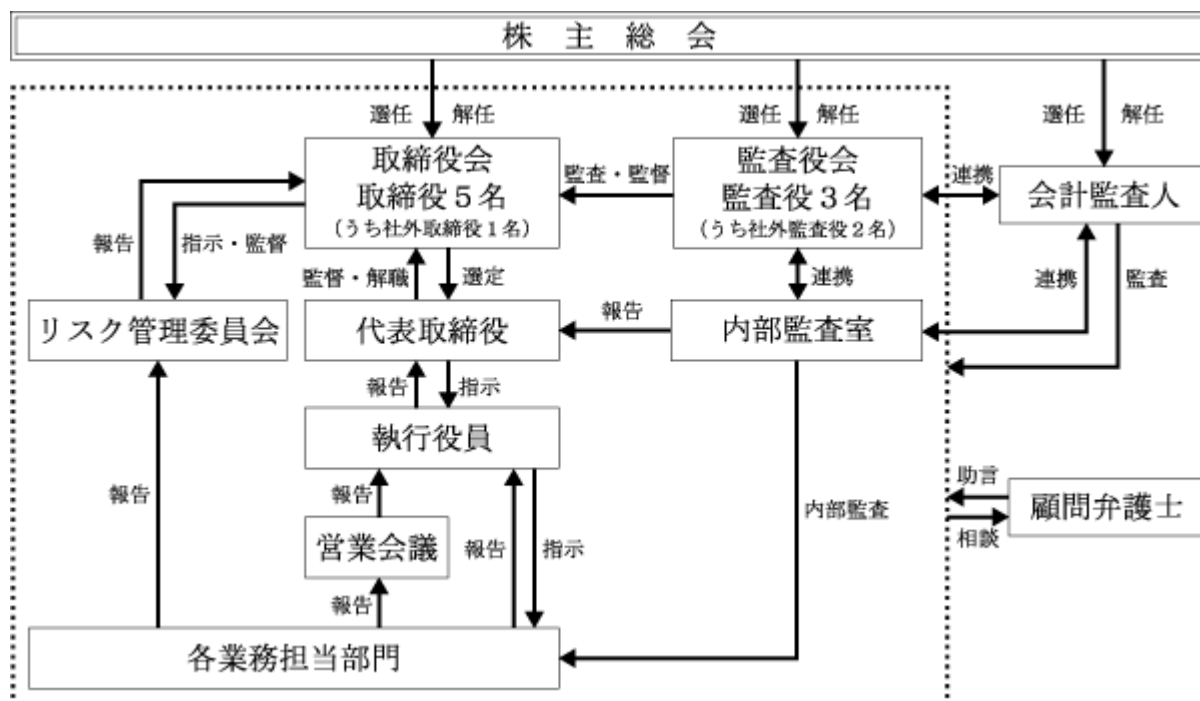 株 主 総 会
選任 解任
選任 解任
選任 解任
取締役会
取締役5名
(うち社外取締役1名)
監査・監督
監査役会
監査役3名
(うち社外監査役2名)
連携
会計監査人
報告
指示・監督
監督・解職
選定
連携
連携
監査
リスク管理委員会
代表取締役
報告
内部監査室
報告
指示
執行役員
報告
報告
内部監査
助言
顧問弁護士
相談
営業会議
報告
指示
報告
各業務担当部門